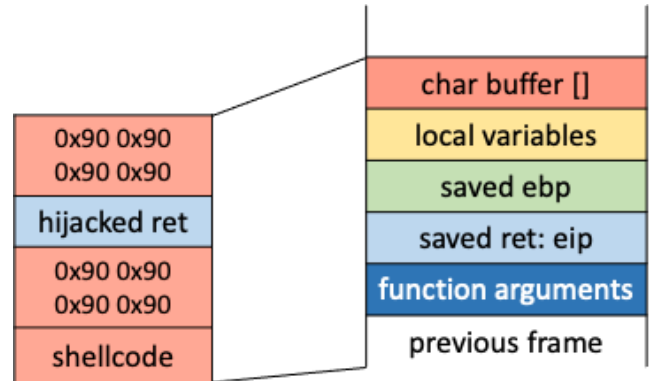 0x90 0x90
0x90 0x90
hijacked ret
0x90 0x90
0x90 0x90
shellcode
char buffer []
local variables
saved ebp
saved ret: eip
function arguments
previous frame